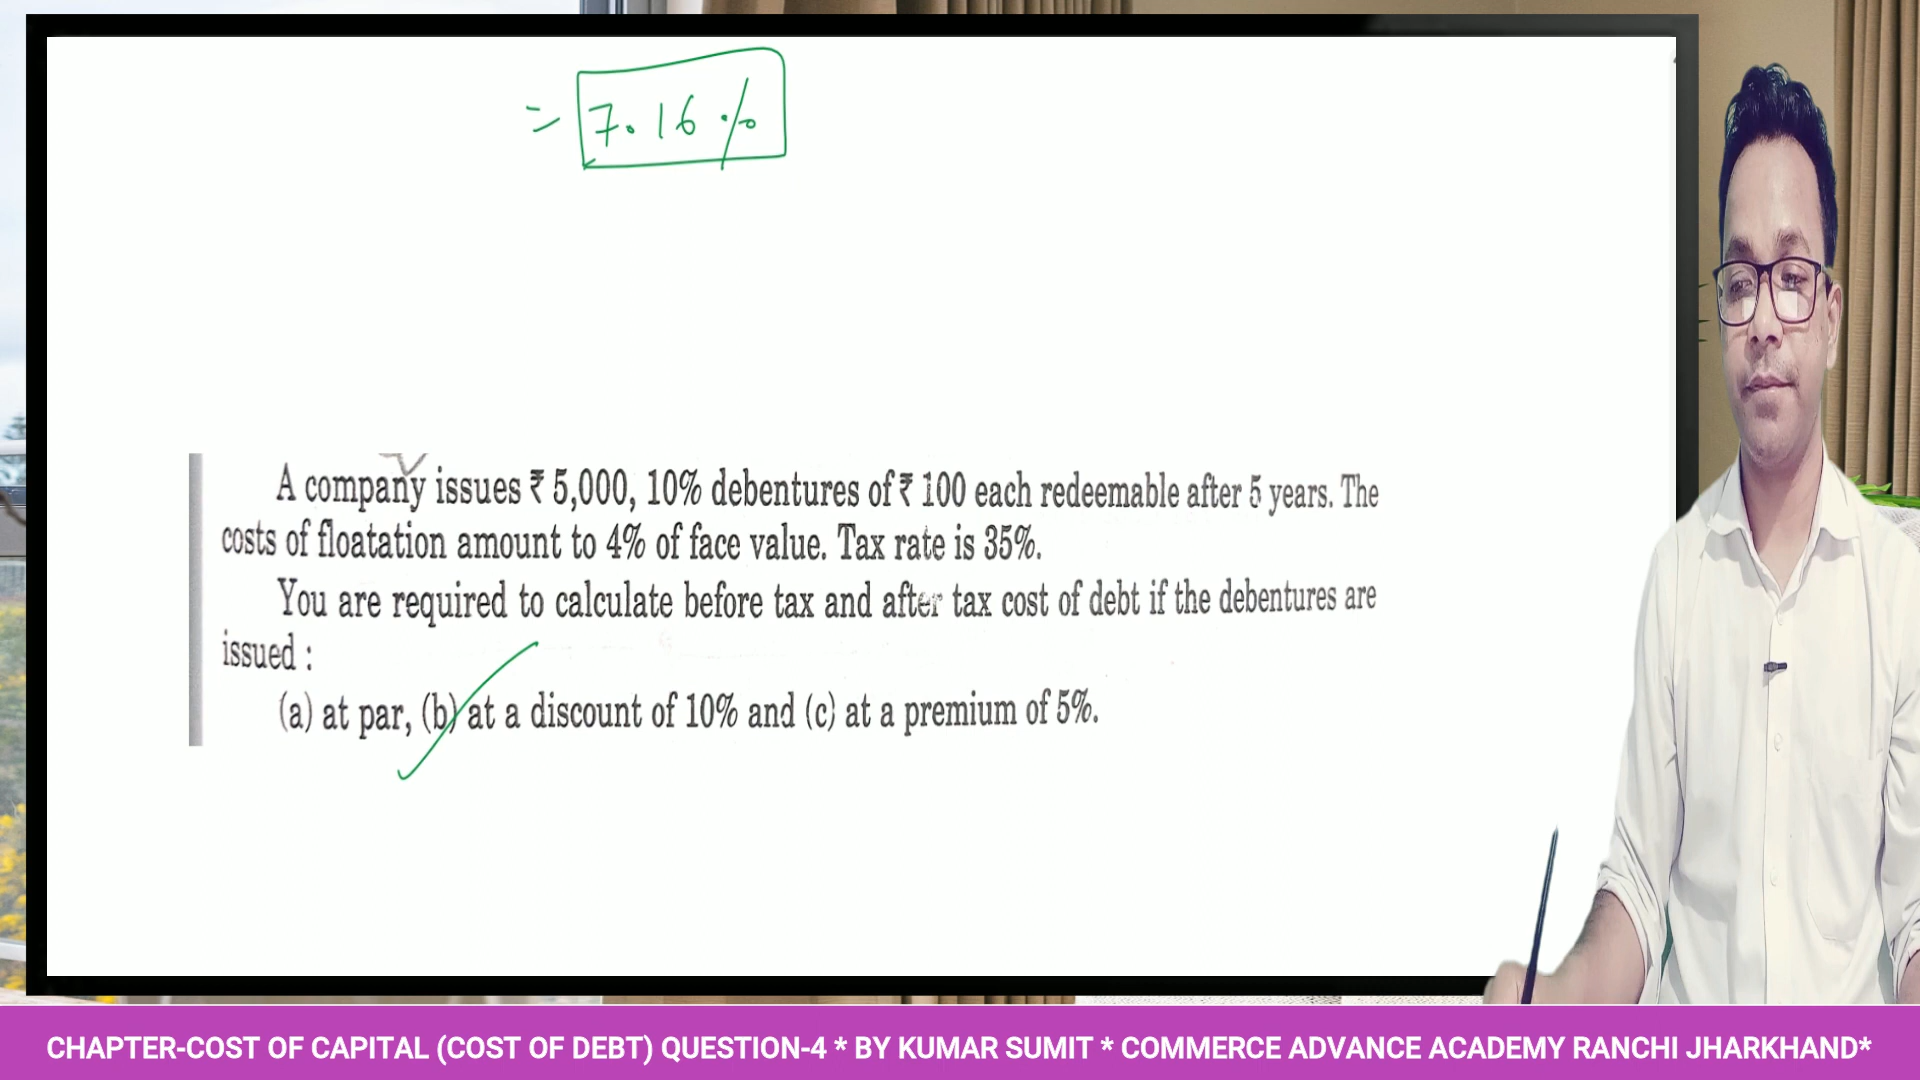 = 7.16 %
A company issues ₹ 5,000, 10% debentures of ₹ 100 each redeemable after 5 years. The
costs of floatation amount to 4% of face value. Tax rate is 35%.
You are required to calculate before tax and after tax cost of debt if the debentures are
issued :
(a) at par, (b) at a discount of 10% and (c) at a premium of 5%.
CHAPTER-COST OF CAPITAL (COST OF DEBT) QUESTION-4 * BY KUMAR SUMIT * COMMERCE ADVANCE ACADEMY RANCHI JHARKHAND*